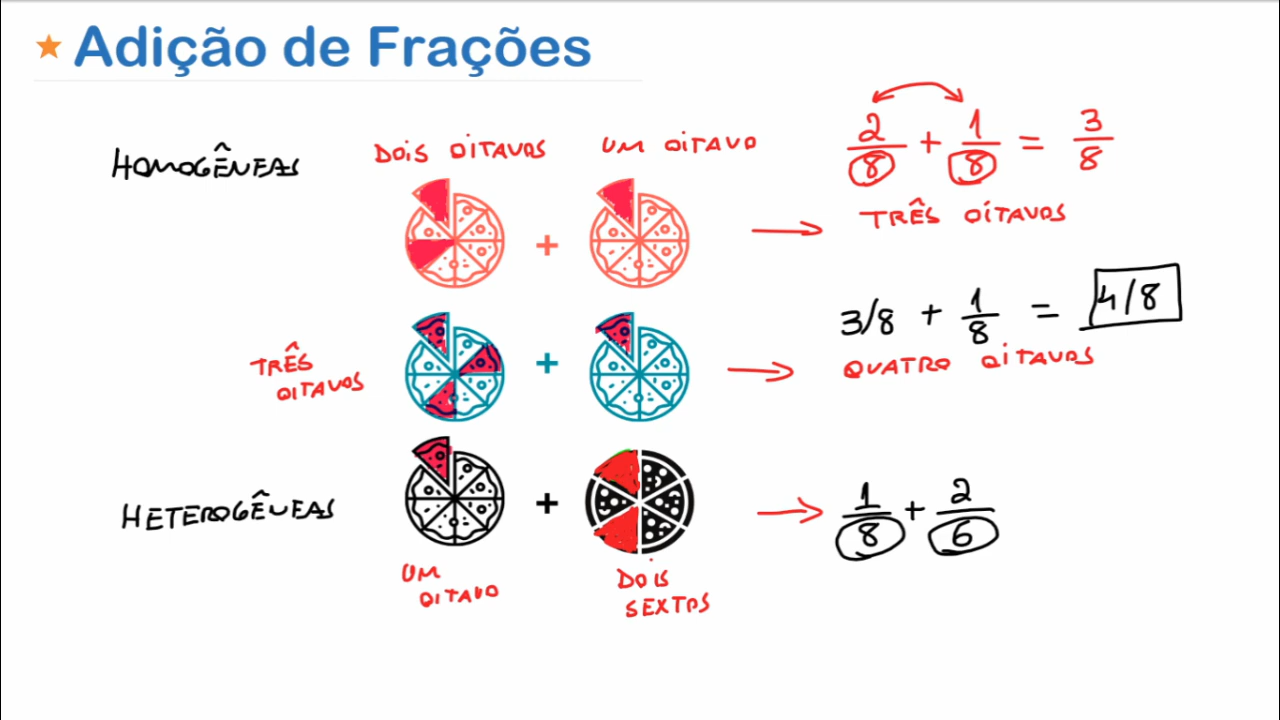 Adição de Frações
HOMOGÊNEAS
DOIS OITAVOS + UM OITAVO
2/8 + 1/8 = 3/8
TRÊS OITAVOS
TRÊS
OITAVOS
+
3/8 + 1/8 = 4/8
QUATRO OITAVOS
HETEROGÊNEAS
+
1/8 + 2/6
UM
OITAVO
DOIS
SEXTOS